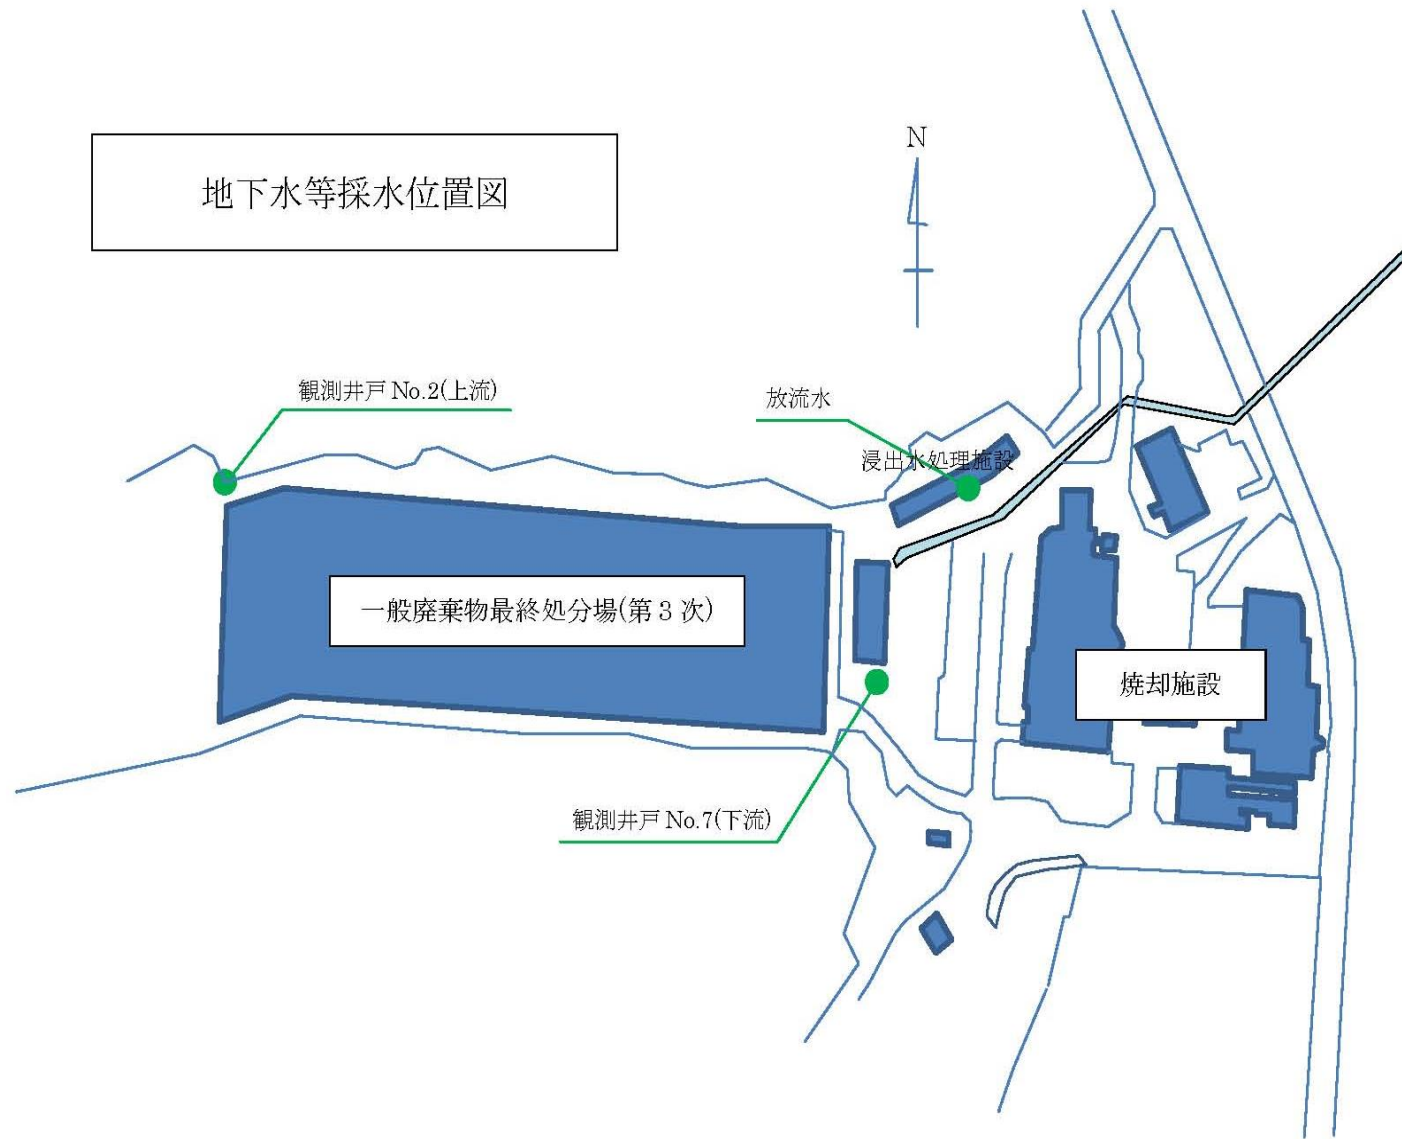 地下水等採水位置図
N
観測井戸 No.2(上流)
放流水
浸出水処理施設
一般廃棄物最終処分場(第３次)
焼却施設
観測井戸 No.7(下流)